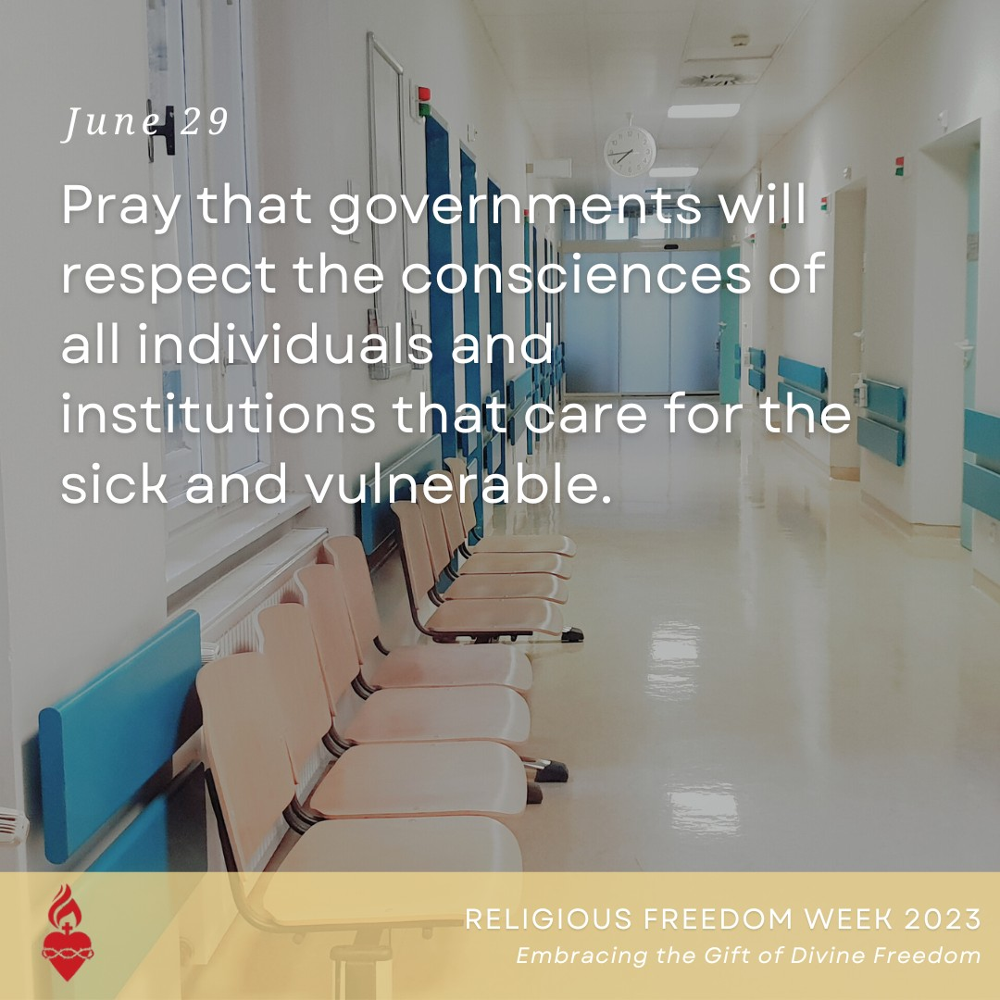 June 29
Pray that governments will
respect the consciences of
all individuals and
institutions that care for the
sick and vulnerable.
RELIGIOUS FREEDOM WEEK 2023
Embracing the Gift of Divine Freedom